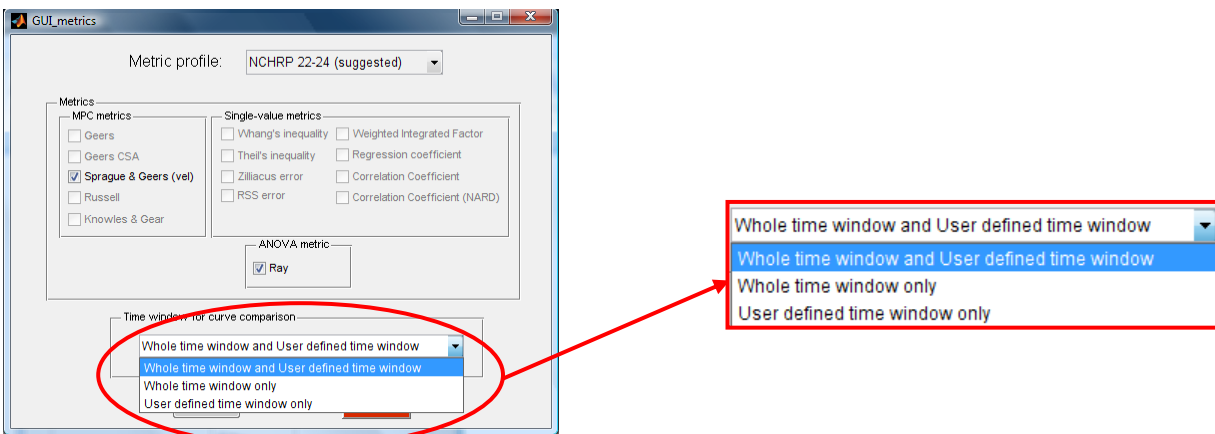 GUI_metrics
Metric profile: NCHRP 22-24 (suggested)
Metrics
MPC metrics
Geers
Geers CSA
Sprague & Geers (vel)
Russell
Knowles & Gear
Single-value metrics
Whang's inequality Weighted Integrated Factor
Theil's inequality Regression coefficient
Zilliacus error Correlation Coefficient
RSS error Correlation Coefficient (NARD)
ANOVA metric
Ray
Time window for curve comparison
Whole time window and User defined time window
Whole time window and User defined time window
Whole time window only
User defined time window only
Whole time window and User defined time window
Whole time window and User defined time window
Whole time window only
User defined time window only